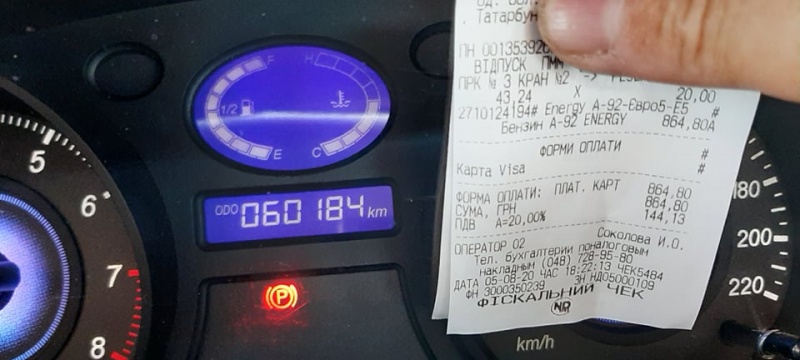 F
H
1/2
E
C
ODO 060184 km
5
6
7
8
180
200
220
km/h
P
Татарбун
ПН 0013539
ВІДПУСК ПММ
ПРК № 3 КРАН №2 ->
43,24 X 20,00
2710124194# Energy А-92-Євро5-Е5 #
Бензин А-92 ENERGY 864,80А
ФОРМИ ОПЛАТИ
#
Карта Visa #
ФОРМА ОПЛАТИ: ПЛАТ. КАРТ 864,80
СУМА, ГРН 864,80
ПДВ А=20,00% 144,13
ОПЕРАТОР 02 Соколова И.О.
Тел. бухгалтерии поналоговым
накладным (048) 728-95-80
ДАТА 05-08-20 ЧАС 18:22:13 ЧЕК5484
ФН 3000350239 ЗН НД05000109
ФІСКАЛЬНИЙ ЧЕК